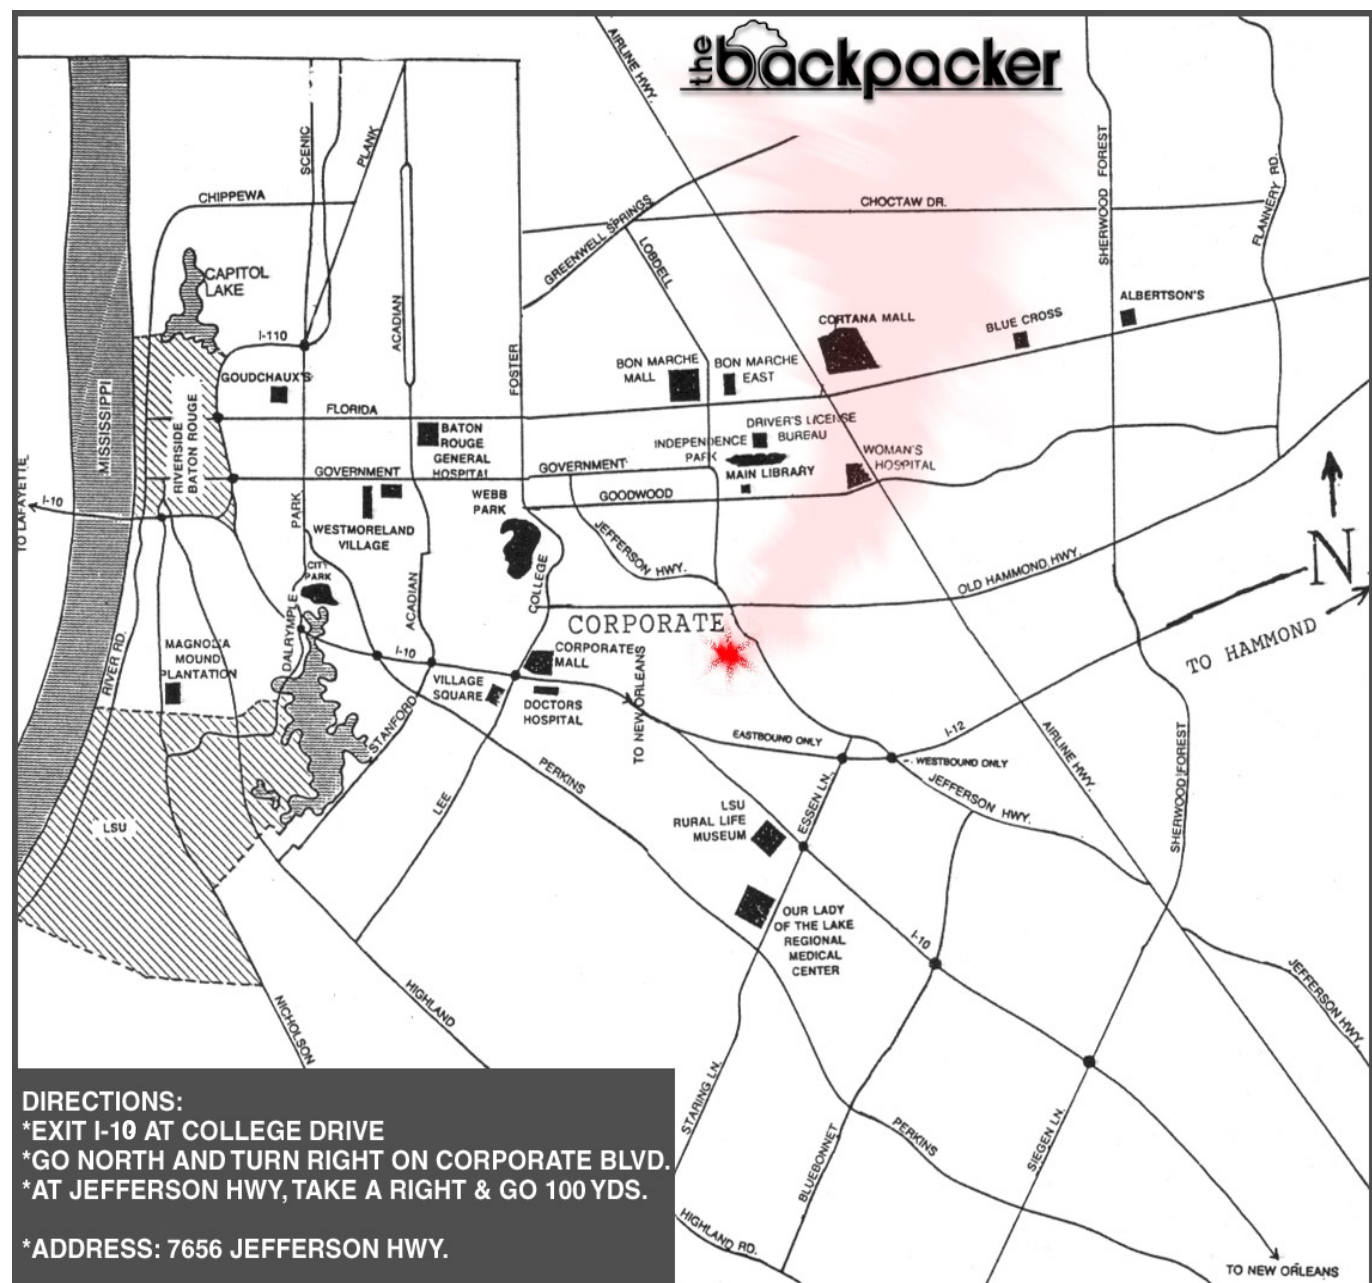 the backpacker
AIRLINE HWY.
SCENIC
PLANK
CHIPPEWA
CAPITOL
LAKE
I-110
GOUDCHAUX'S
ACADIAN
FOSTER
GREENWELL SPRINGS
LOBDELL
CHOCTAW DR.
SHERWOOD FOREST
FLANNERY RD.
CORTANA MALL
BLUE CROSS
ALBERTSON'S
BON MARCHE
MALL
BON MARCHE
EAST
MISSISSIPPI
RIVERSIDE
BATON ROUGE
FLORIDA
BATON
ROUGE
GENERAL
HOSPITAL
DRIVER'S LICENSE
BUREAU
INDEPENDENCE
PARK
MAIN LIBRARY
WOMAN'S
HOSPITAL
GOVERNMENT
GOVERNMENT
GOODWOOD
TO LAFAYETTE
I-10
PARK
WESTMORELAND
VILLAGE
WEBB
PARK
JEFFERSON HWY.
OLD HAMMOND HWY.
N
TO HAMMOND
CITY
PARK
ACADIAN
COLLEGE
CORPORATE
RIVER RD.
MAGNOLIA
MOUND
PLANTATION
DALRYMPLE
I-10
CORPORATE
MALL
VILLAGE
SQUARE
DOCTORS
HOSPITAL
TO NEW ORLEANS
STANFORD
EASTBOUND ONLY
I-12
WESTBOUND ONLY
AIRLINE HWY.
SHERWOOD FOREST
LSU
LEE
PERKINS
LSU
RURAL LIFE
MUSEUM
ESSEN LN.
JEFFERSON HWY.
OUR LADY
OF THE LAKE
REGIONAL
MEDICAL
CENTER
I-10
NICHOLSON
HIGHLAND
JEFFERSON HWY.
STARING LN.
BLUEBONNET
PERKINS
SIEGEN LN.
HIGHLAND RD.
TO NEW ORLEANS
DIRECTIONS:
*EXIT I-10 AT COLLEGE DRIVE
*GO NORTH AND TURN RIGHT ON CORPORATE BLVD.
*AT JEFFERSON HWY, TAKE A RIGHT & GO 100 YDS.
*ADDRESS: 7656 JEFFERSON HWY.